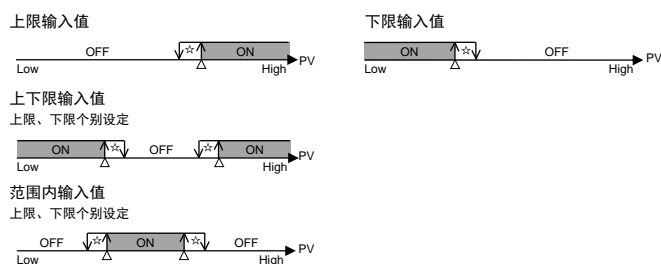 上限输入值
OFF ☆ ON PV
Low △ High
下限输入值
ON ☆ OFF PV
Low △ High
上下限输入值
上限、下限个别设定
ON ☆ OFF ☆ ON PV
Low △ △ High
范围内输入值
上限、下限个别设定
OFF ☆ ON ☆ OFF PV
Low △ △ High